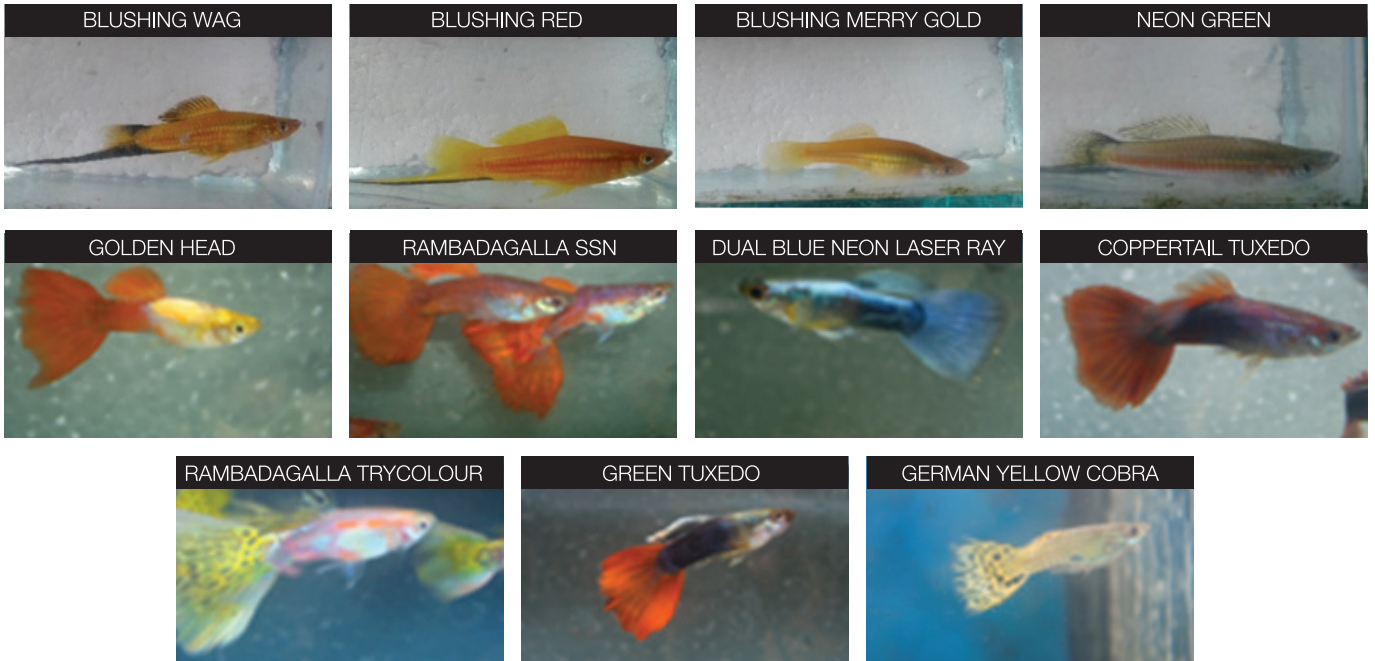 BLUSHING WAG
BLUSHING RED
BLUSHING MERRY GOLD
NEON GREEN
GOLDEN HEAD
RAMBADAGALLA SSN
DUAL BLUE NEON LASER RAY
COPPERTAIL TUXEDO
RAMBADAGALLA TRYCOLOUR
GREEN TUXEDO
GERMAN YELLOW COBRA